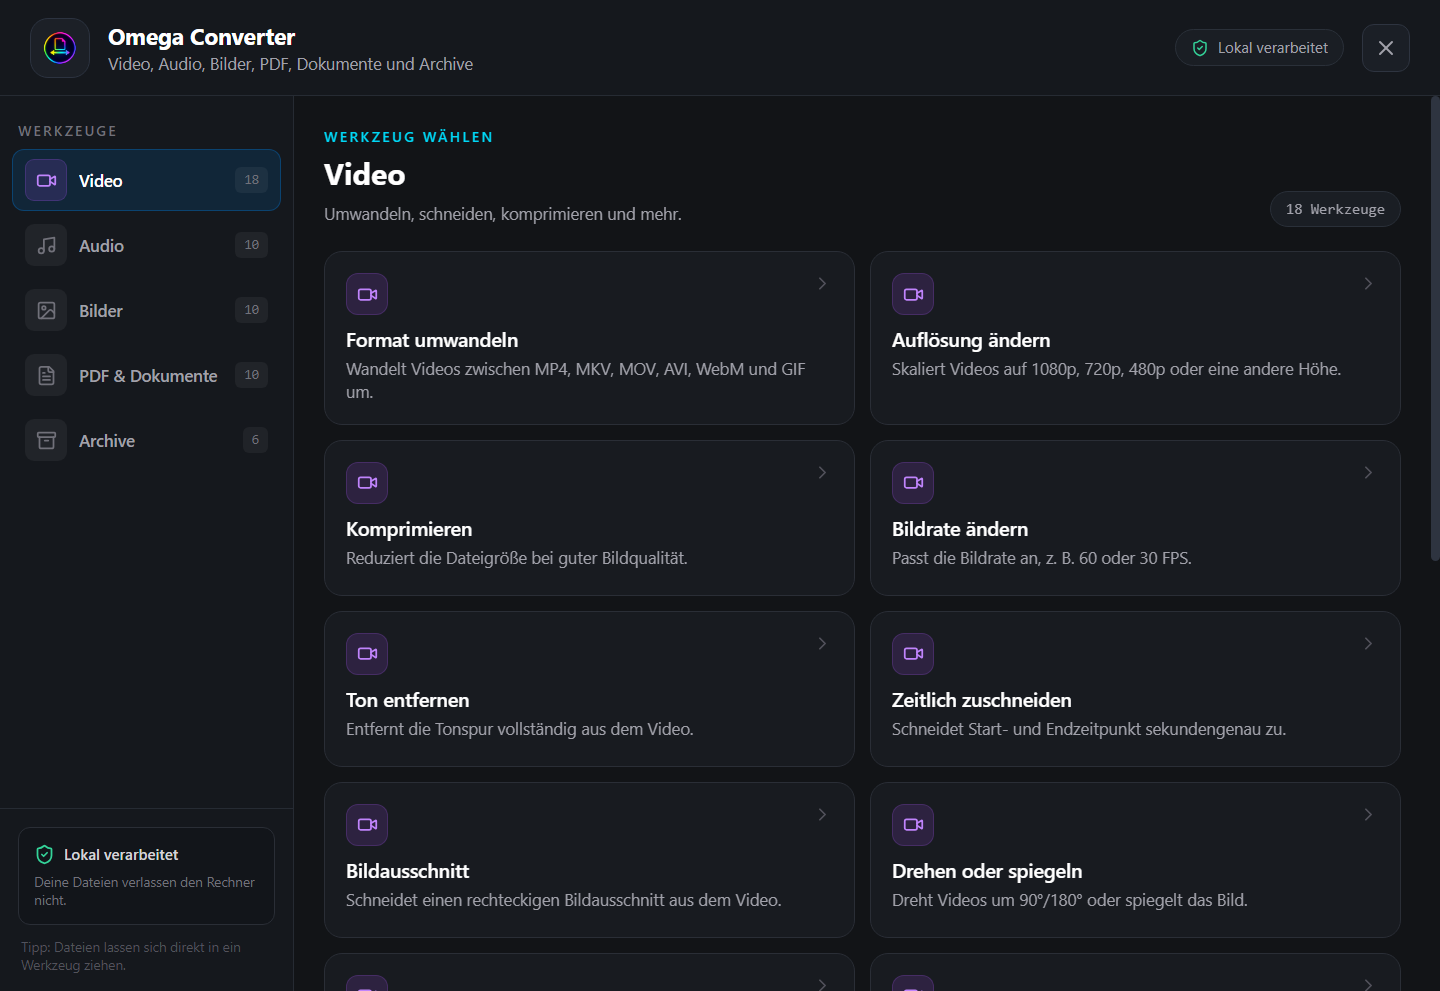 Omega Converter
Video, Audio, Bilder, PDF, Dokumente und Archive
Lokal verarbeitet
WERKZEUGE
Video
18
Audio
10
Bilder
10
PDF & Dokumente
10
Archive
6
Lokal verarbeitet
Deine Dateien verlassen den Rechner
nicht.
Tipp: Dateien lassen sich direkt in ein
Werkzeug ziehen.
WERKZEUG WÄHLEN
Video
Umwandeln, schneiden, komprimieren und mehr.
18 Werkzeuge
Format umwandeln
Wandelt Videos zwischen MP4, MKV, MOV, AVI, WebM und GIF
um.
Auflösung ändern
Skaliert Videos auf 1080p, 720p, 480p oder eine andere Höhe.
Komprimieren
Reduziert die Dateigröße bei guter Bildqualität.
Bildrate ändern
Passt die Bildrate an, z. B. 60 oder 30 FPS.
Ton entfernen
Entfernt die Tonspur vollständig aus dem Video.
Zeitlich zuschneiden
Schneidet Start- und Endzeitpunkt sekundengenau zu.
Bildausschnitt
Schneidet einen rechteckigen Bildausschnitt aus dem Video.
Drehen oder spiegeln
Dreht Videos um 90°/180° oder spiegelt das Bild.